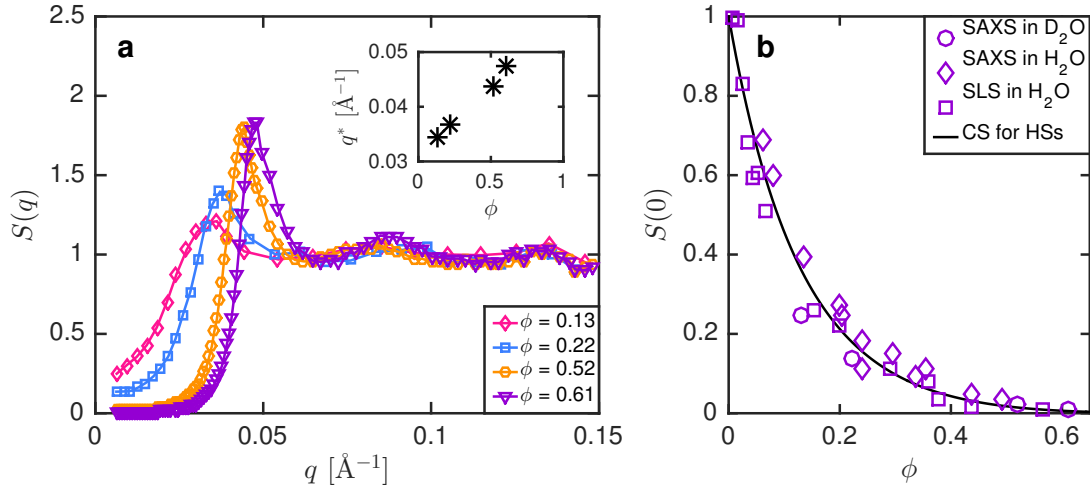 a
2.5
2
1.5
1
0.5
0
S(q)
0 0.05 0.1 0.15
q [Å⁻¹]
0.05
0.04
0.03
q* [Å⁻¹]
0 0.5 1
ϕ
ϕ = 0.13
ϕ = 0.22
ϕ = 0.52
ϕ = 0.61
b
1
0.8
0.6
0.4
0.2
0
S(0)
0 0.2 0.4 0.6
ϕ
SAXS in D₂O
SAXS in H₂O
SLS in H₂O
CS for HSs